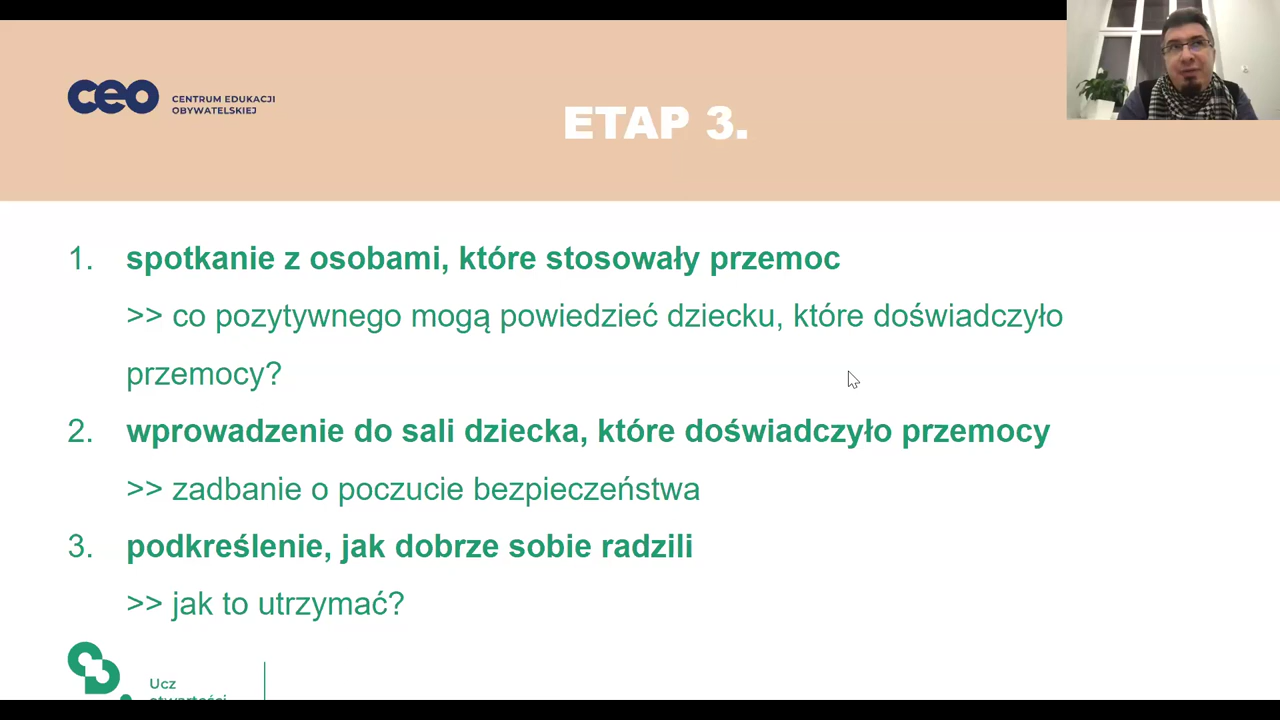 ceo
CENTRUM EDUKACJI
OBYWATELSKIEJ
ETAP 3.
1. spotkanie z osobami, które stosowały przemoc
>> co pozytywnego mogą powiedzieć dziecku, które doświadczyło
przemocy?
2. wprowadzenie do sali dziecka, które doświadczyło przemocy
>> zadbanie o poczucie bezpieczeństwa
3. podkreślenie, jak dobrze sobie radzili
>> jak to utrzymać?
Ucz
otwartości